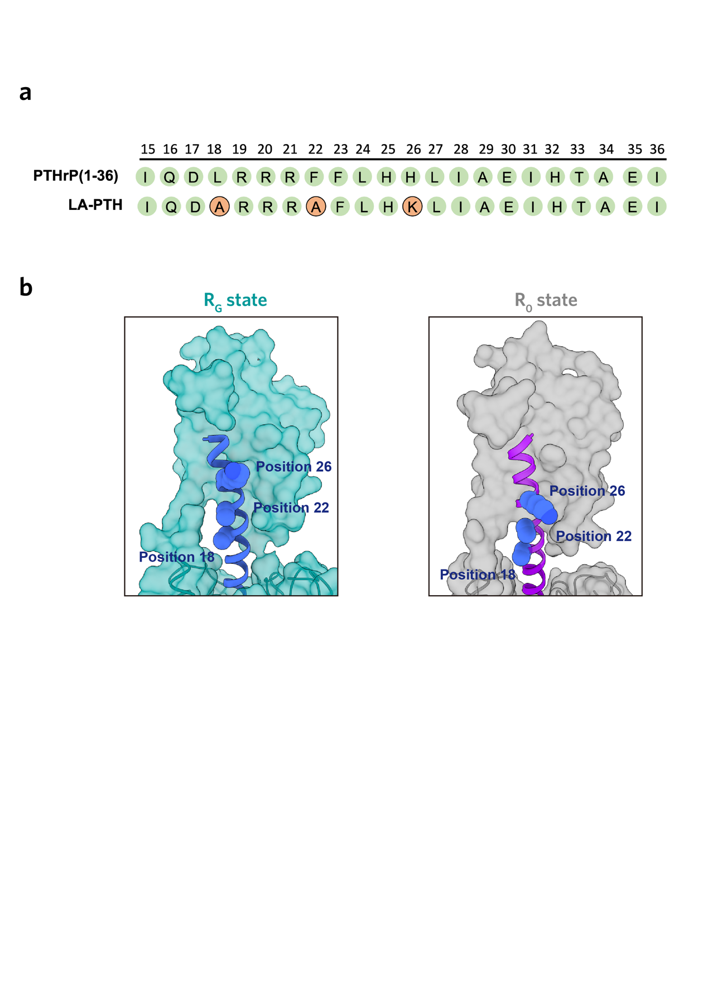 a
15 16 17 18 19 20 21 22 23 24 25 26 27 28 29 30 31 32 33 34 35 36
PTHrP(1-36) I Q D L R R R F F L H H L I A E I H T A E I
LA-PTH I Q D A R R R A F L H K L I A E I H T A E I
b
RG state
R0 state
Position 26
Position 22
Position 18
Position 26
Position 22
Position 18